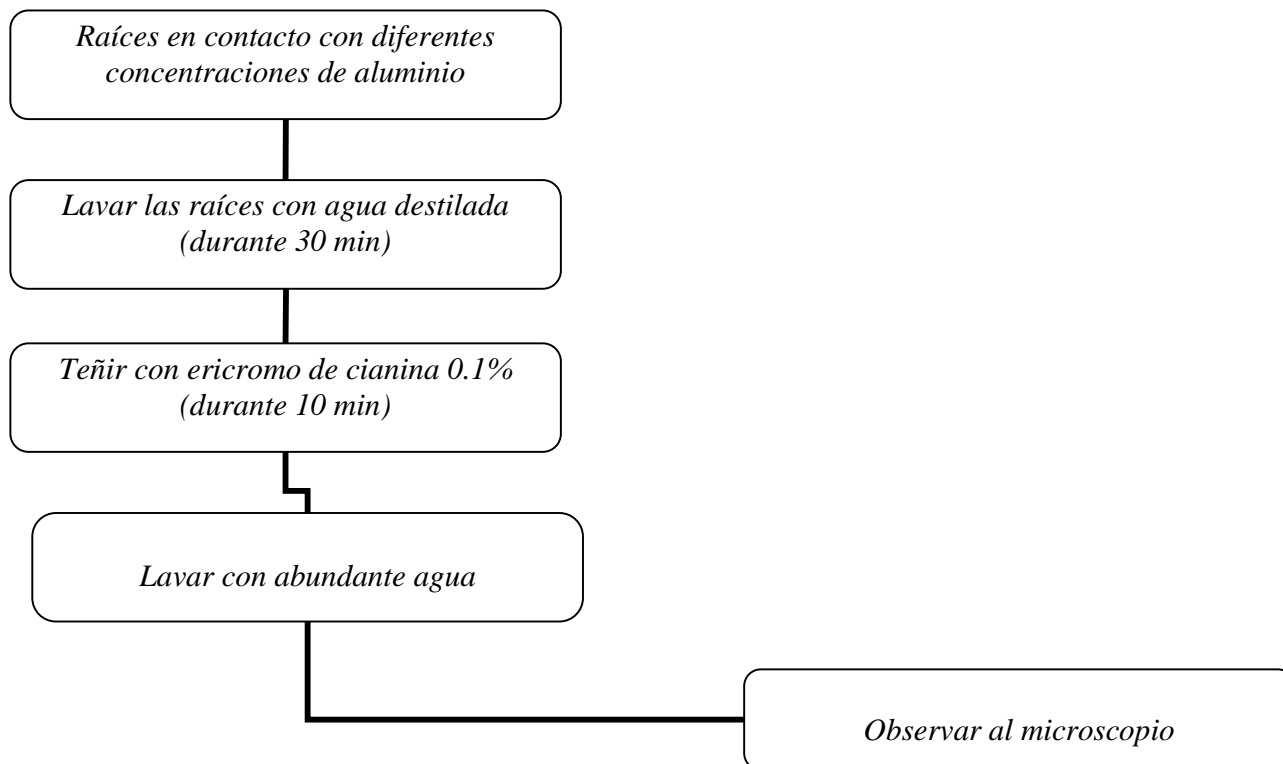 Raíces en contacto con diferentes
concentraciones de aluminio
Lavar las raíces con agua destilada
(durante 30 min)
Teñir con ericromo de cianina 0.1%
(durante 10 min)
Lavar con abundante agua
Observar al microscopio